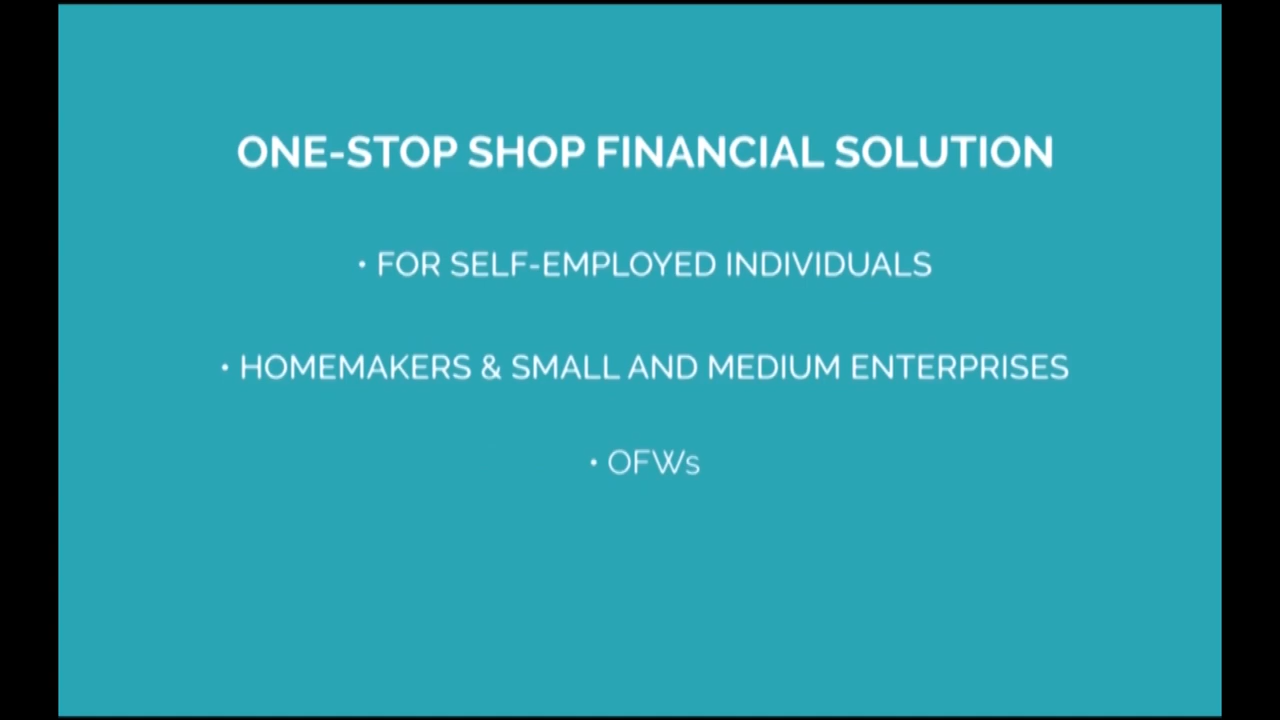 ONE-STOP SHOP FINANCIAL SOLUTION
• FOR SELF-EMPLOYED INDIVIDUALS
• HOMEMAKERS & SMALL AND MEDIUM ENTERPRISES
• OFWs